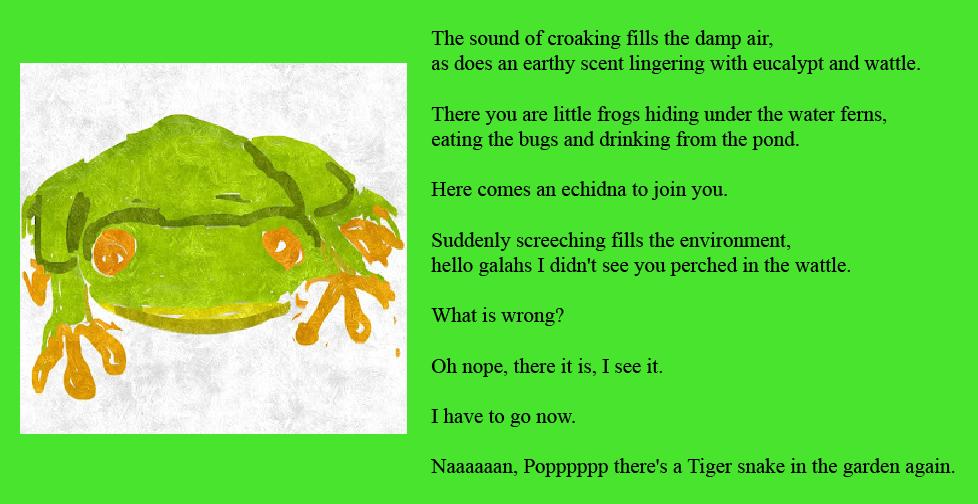 The sound of croaking fills the damp air,
as does an earthy scent lingering with eucalypt and wattle.
There you are little frogs hiding under the water ferns,
eating the bugs and drinking from the pond.
Here comes an echidna to join you.
Suddenly screeching fills the environment,
hello galahs I didn't see you perched in the wattle.
What is wrong?
Oh nope, there it is, I see it.
I have to go now.
Naaaaaan, Popppppp there's a Tiger snake in the garden again.